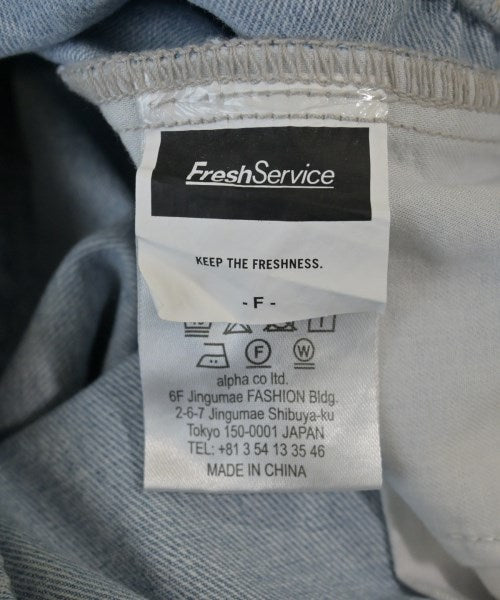 FreshService
KEEP THE FRESHNESS.
- F -
F W
alpha co ltd.
6F Jingumae FASHION Bldg.
2-6-7 Jingumae Shibuya-ku
Tokyo 150-0001 JAPAN
TEL: +81 3 54 13 35 46
MADE IN CHINA